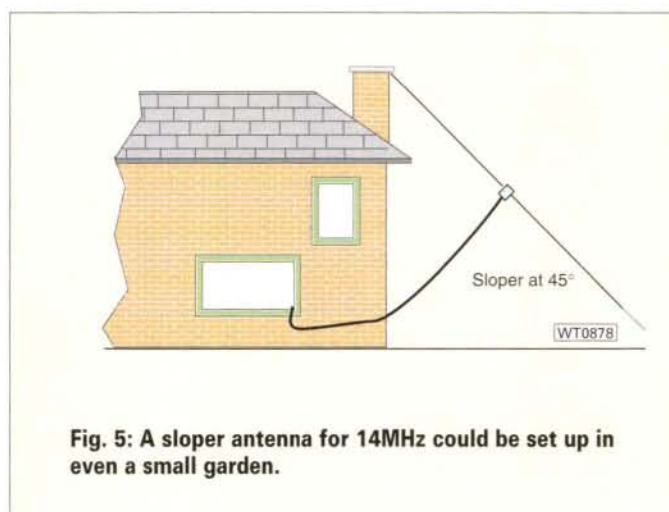 Sloper at 45°
WT0878
Fig. 5: A sloper antenna for 14MHz could be set up in
even a small garden.